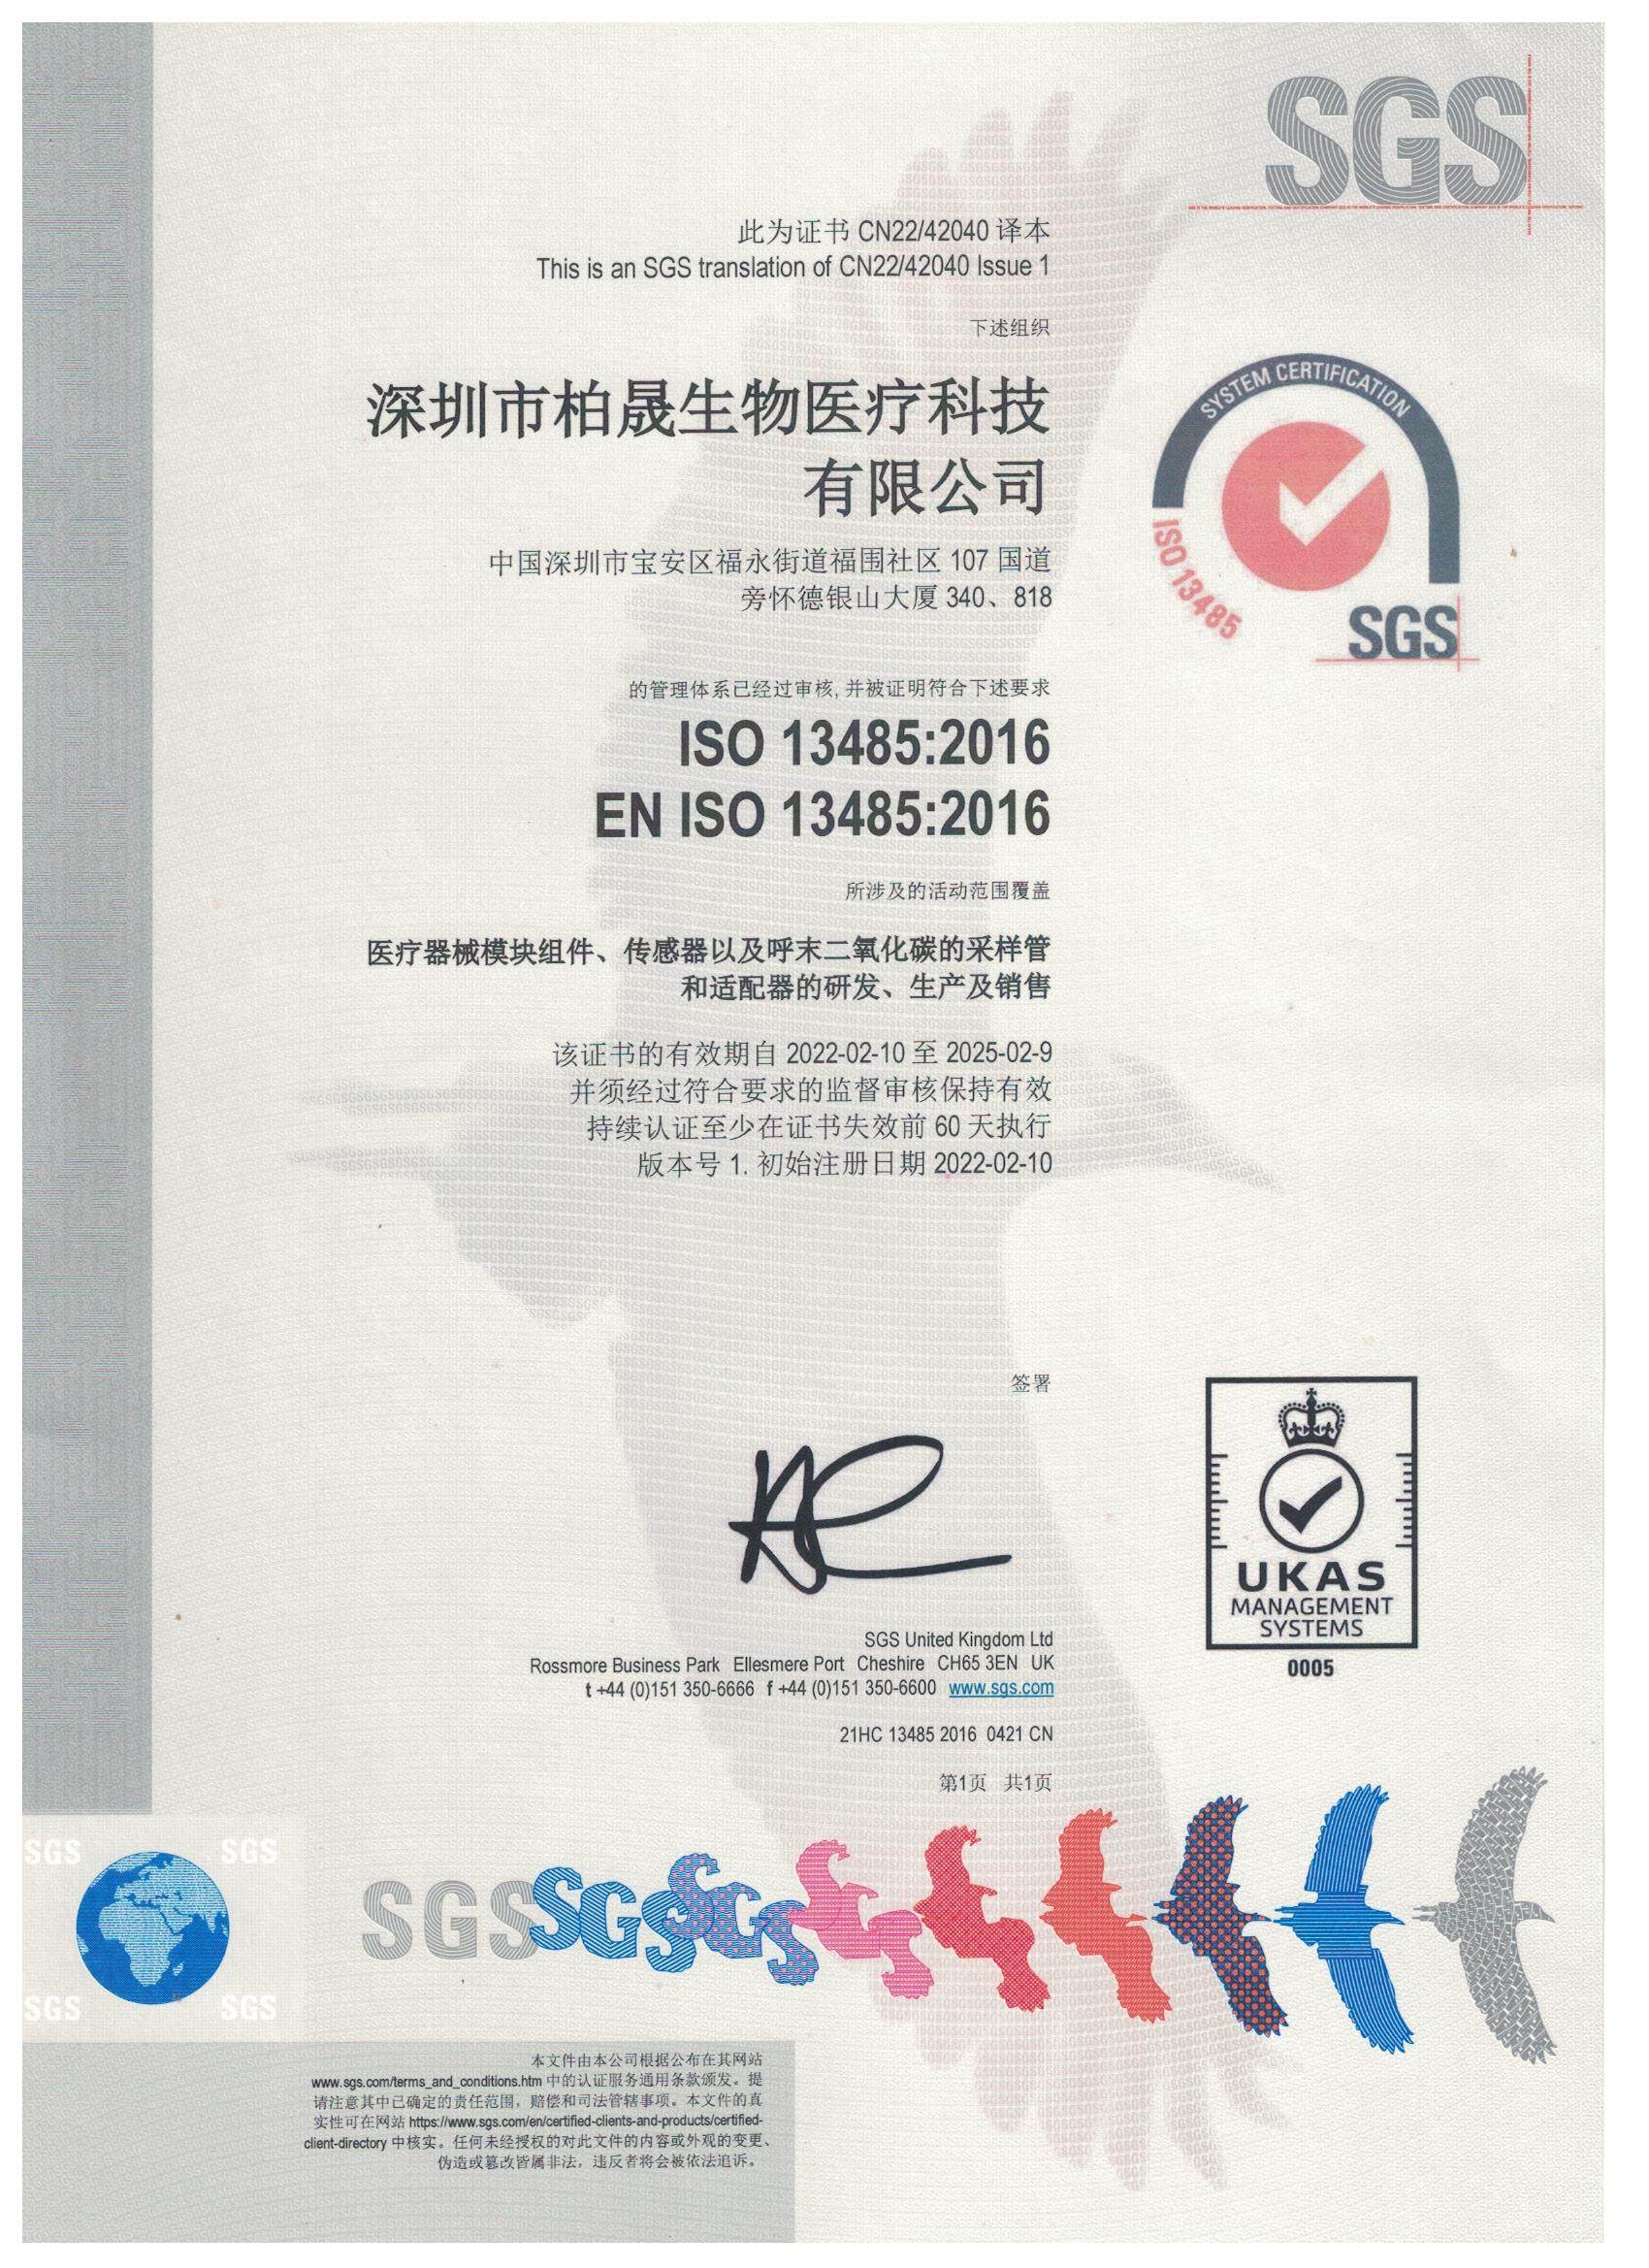 SGS
此为证书 CN22/42040 译本
This is an SGS translation of CN22/42040 Issue 1
下述组织
深圳市柏晟生物医疗科技
有限公司
中国深圳市宝安区福永街道福围社区 107 国道
旁怀德银山大厦 340、818
SYSTEM CERTIFICATION
ISO 13485
SGS
的管理体系已经过审核, 并被证明符合下述要求
ISO 13485:2016
EN ISO 13485:2016
所涉及的活动范围覆盖
医疗器械模块组件、传感器以及呼末二氧化碳的采样管
和适配器的研发、生产及销售
该证书的有效期自 2022-02-10 至 2025-02-9
并须经过符合要求的监督审核保持有效
持续认证至少在证书失效前 60 天执行
版本号 1. 初始注册日期 2022-02-10
签署
UKAS
MANAGEMENT
SYSTEMS
0005
SGS United Kingdom Ltd
Rossmore Business Park Ellesmere Port Cheshire CH65 3EN UK
t +44 (0)151 350-6666 f +44 (0)151 350-6600 www.sgs.com
21HC 13485 2016 0421 CN
第1页 共1页
SGS SGS
SGS SGS
SGS SGS SGS
本文件由本公司根据公布在其网站
www.sgs.com/terms_and_conditions.htm 中的认证服务通用条款颁发。提
请注意其中已确定的责任范围，赔偿和司法管辖事项。本文件的真
实性可在网站 https://www.sgs.com/en/certified-clients-and-products/certified-
client-directory 中核实。任何未经授权的对此文件的内容或外观的变更、
伪造或篡改皆属非法，违反者将会被依法追诉。